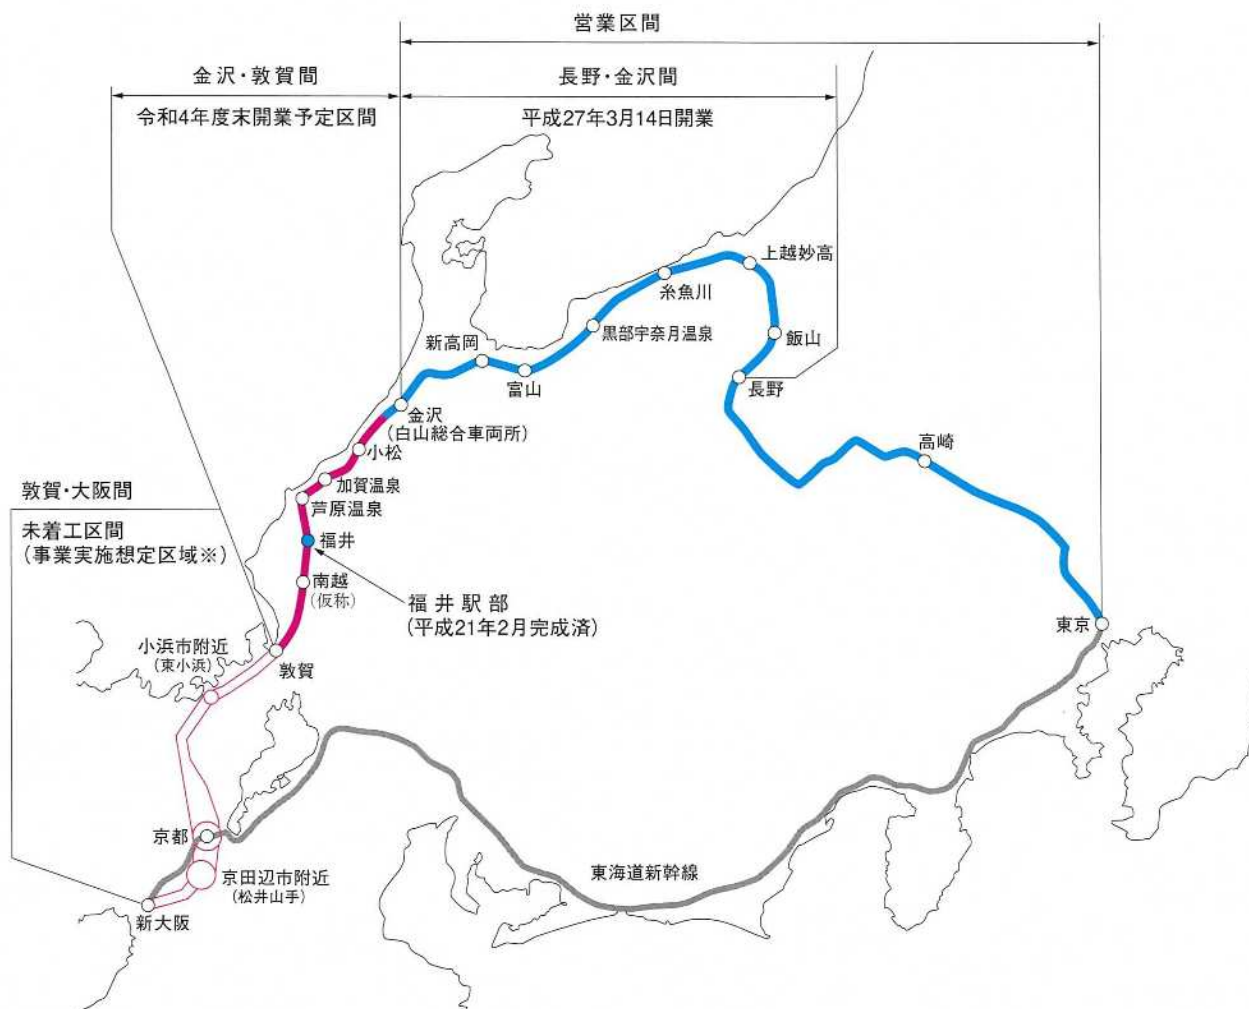 営業区間
金沢・敦賀間
長野・金沢間
令和4年度末開業予定区間
平成27年3月14日開業
上越妙高
糸魚川
黒部宇奈月温泉
飯山
新高岡
富山
長野
金沢
(白山総合車両所)
高崎
小松
加賀温泉
芦原温泉
敦賀・大阪間
未着工区間
(事業実施想定区域※)
福井
南越
(仮称)
福井駅部
(平成21年2月完成済)
東京
小浜市附近
(東小浜)
敦賀
京都
東海道新幹線
京田辺市附近
(松井山手)
新大阪